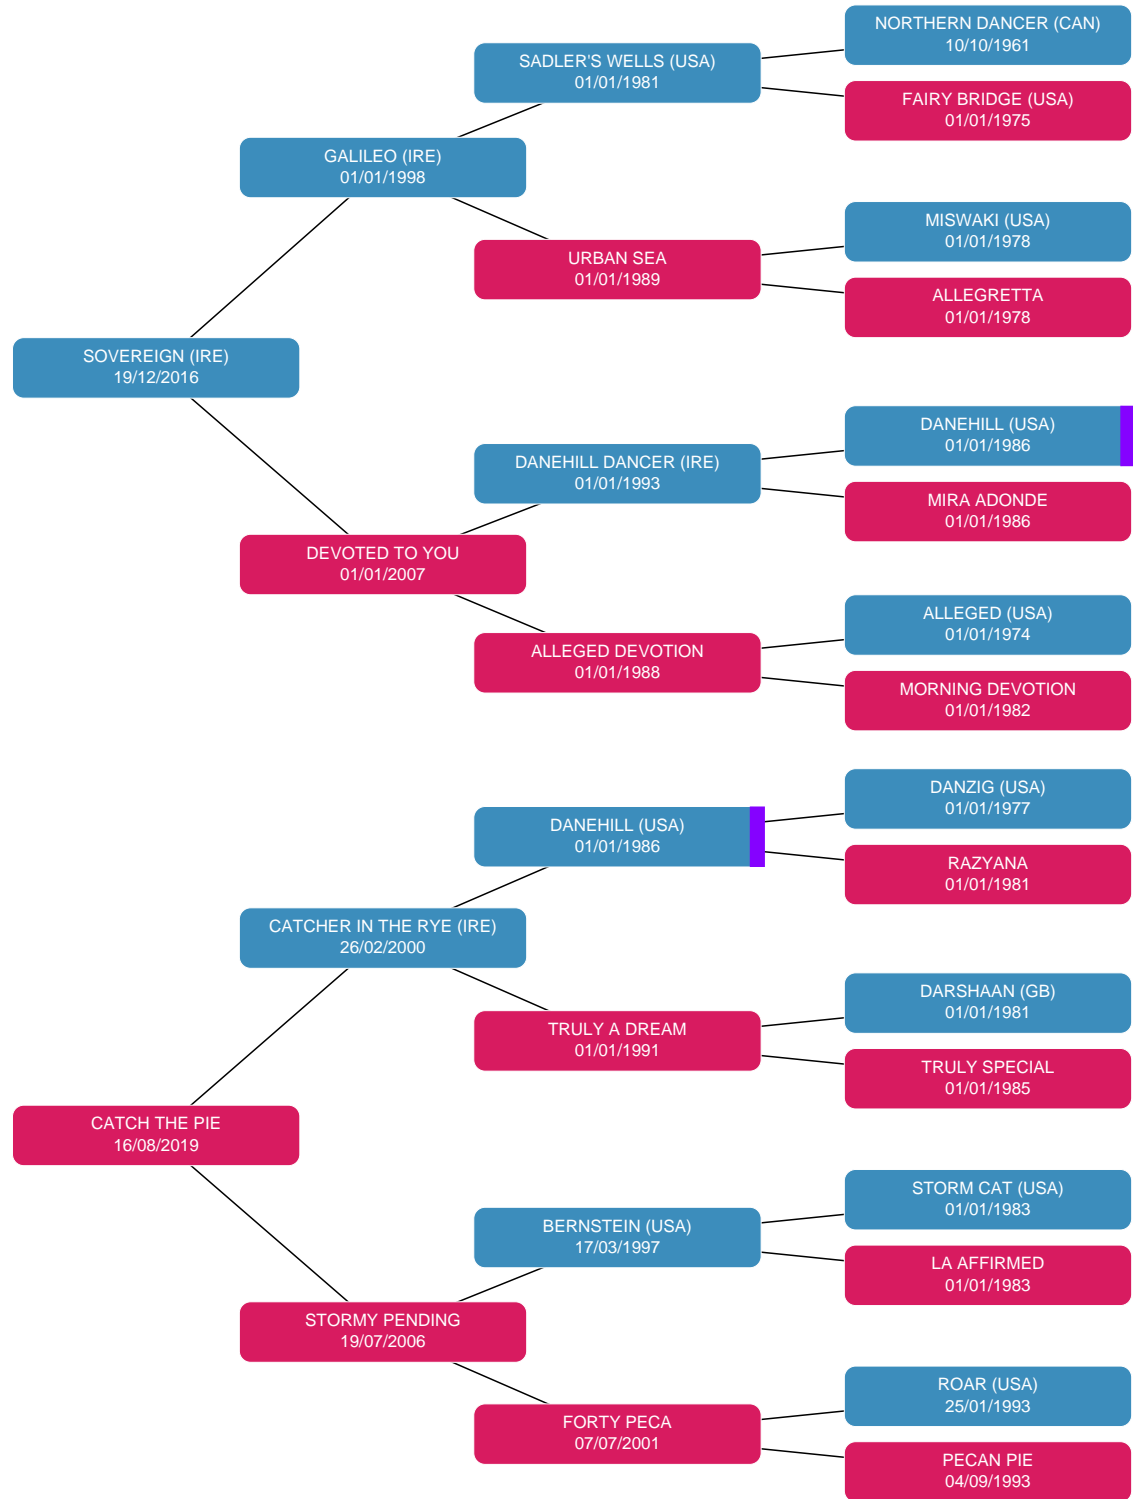 NORTHERN DANCER (CAN)
10/10/1961
SADLER'S WELLS (USA)
01/01/1981
FAIRY BRIDGE (USA)
01/01/1975
GALILEO (IRE)
01/01/1998
MISWAKI (USA)
01/01/1978
URBAN SEA
01/01/1989
ALLEGRETTA
01/01/1978
SOVEREIGN (IRE)
19/12/2016
DANEHILL (USA)
01/01/1986
DANEHILL DANCER (IRE)
01/01/1993
MIRA ADONDE
01/01/1986
DEVOTED TO YOU
01/01/2007
ALLEGED (USA)
01/01/1974
ALLEGED DEVOTION
01/01/1988
MORNING DEVOTION
01/01/1982
DANZIG (USA)
01/01/1977
DANEHILL (USA)
01/01/1986
RAZYANA
01/01/1981
CATCHER IN THE RYE (IRE)
26/02/2000
DARSHAAN (GB)
01/01/1981
TRULY A DREAM
01/01/1991
TRULY SPECIAL
01/01/1985
CATCH THE PIE
16/08/2019
STORM CAT (USA)
01/01/1983
BERNSTEIN (USA)
17/03/1997
LA AFFIRMED
01/01/1983
STORMY PENDING
19/07/2006
ROAR (USA)
25/01/1993
FORTY PECA
07/07/2001
PECAN PIE
04/09/1993